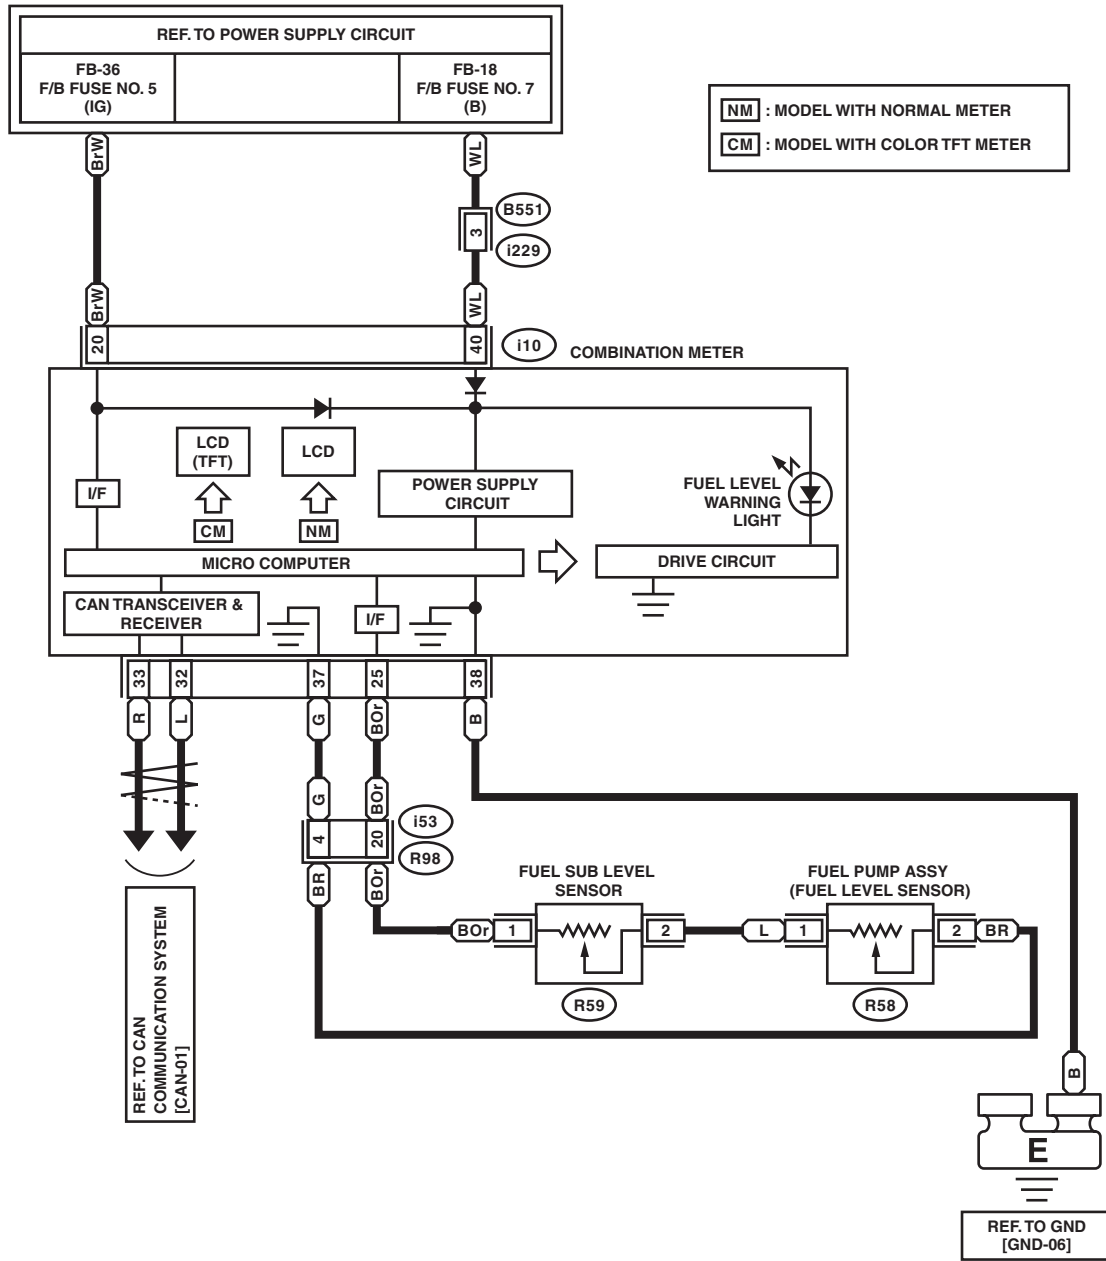 REF. TO POWER SUPPLY CIRCUIT
FB-36
F/B FUSE NO. 5
(IG)
FB-18
F/B FUSE NO. 7
(B)
NM : MODEL WITH NORMAL METER
CM : MODEL WITH COLOR TFT METER
BrW
WL
B551
3
i229
BrW
WL
20
40
i10
COMBINATION METER
LCD
(TFT)
LCD
I/F
POWER SUPPLY
CIRCUIT
FUEL LEVEL
WARNING
LIGHT
CM
NM
MICRO COMPUTER
DRIVE CIRCUIT
CAN TRANSCEIVER &
RECEIVER
I/F
33
32
37
25
38
R
L
G
BOr
B
G
BOr
i53
4
20
R98
BR
BOr
FUEL SUB LEVEL
SENSOR
FUEL PUMP ASSY
(FUEL LEVEL SENSOR)
BOr
1
2
L
1
2
BR
R59
R58
REF. TO CAN
COMMUNICATION SYSTEM
[CAN-01]
B
E
REF. TO GND
[GND-06]